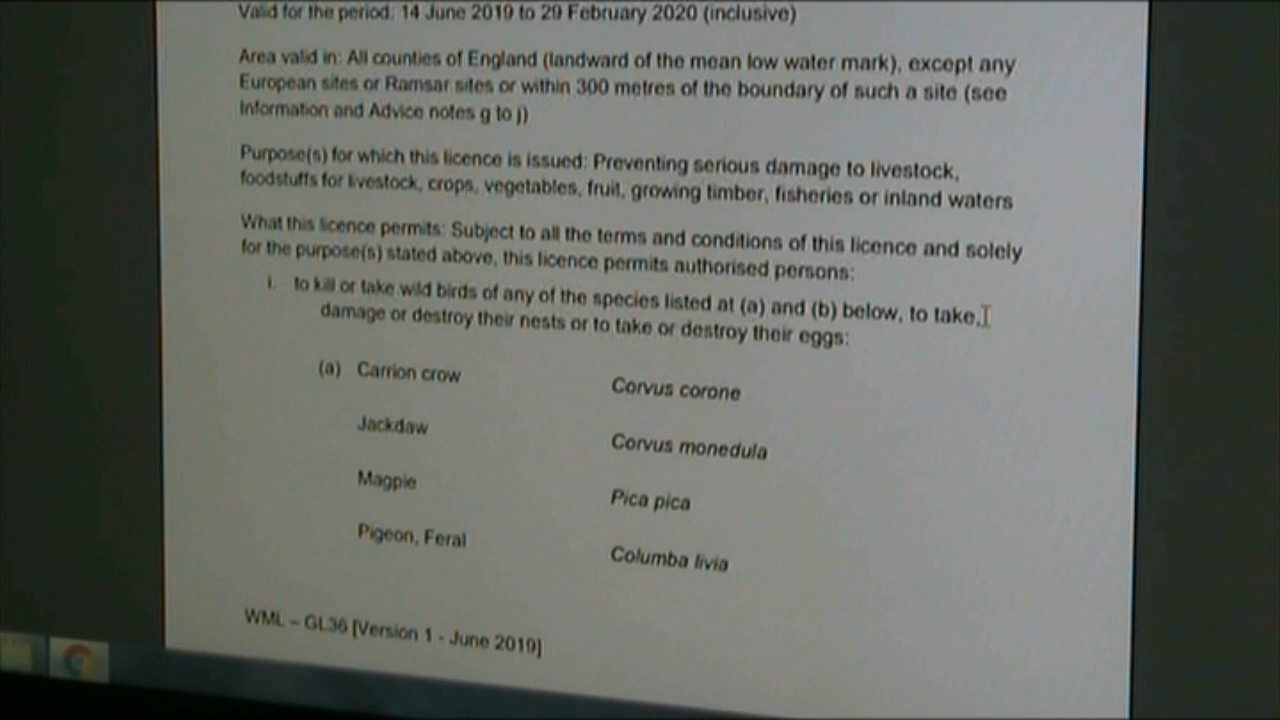 Valid for the period: 14 June 2019 to 29 February 2020 (inclusive)
Area valid in: All counties of England (landward of the mean low water mark), except any
European sites or Ramsar sites or within 300 metres of the boundary of such a site (see
Information and Advice notes g to j)
Purpose(s) for which this licence is issued: Preventing serious damage to livestock,
foodstuffs for livestock, crops, vegetables, fruit, growing timber, fisheries or inland waters
What this licence permits: Subject to all the terms and conditions of this licence and solely
for the purpose(s) stated above, this licence permits authorised persons:
i. to kill or take wild birds of any of the species listed at (a) and (b) below, to take,
damage or destroy their nests or to take or destroy their eggs:
(a) Carrion crow Corvus corone
Jackdaw Corvus monedula
Magpie Pica pica
Pigeon, Feral Columba livia
WML – GL36 [Version 1 - June 2019]